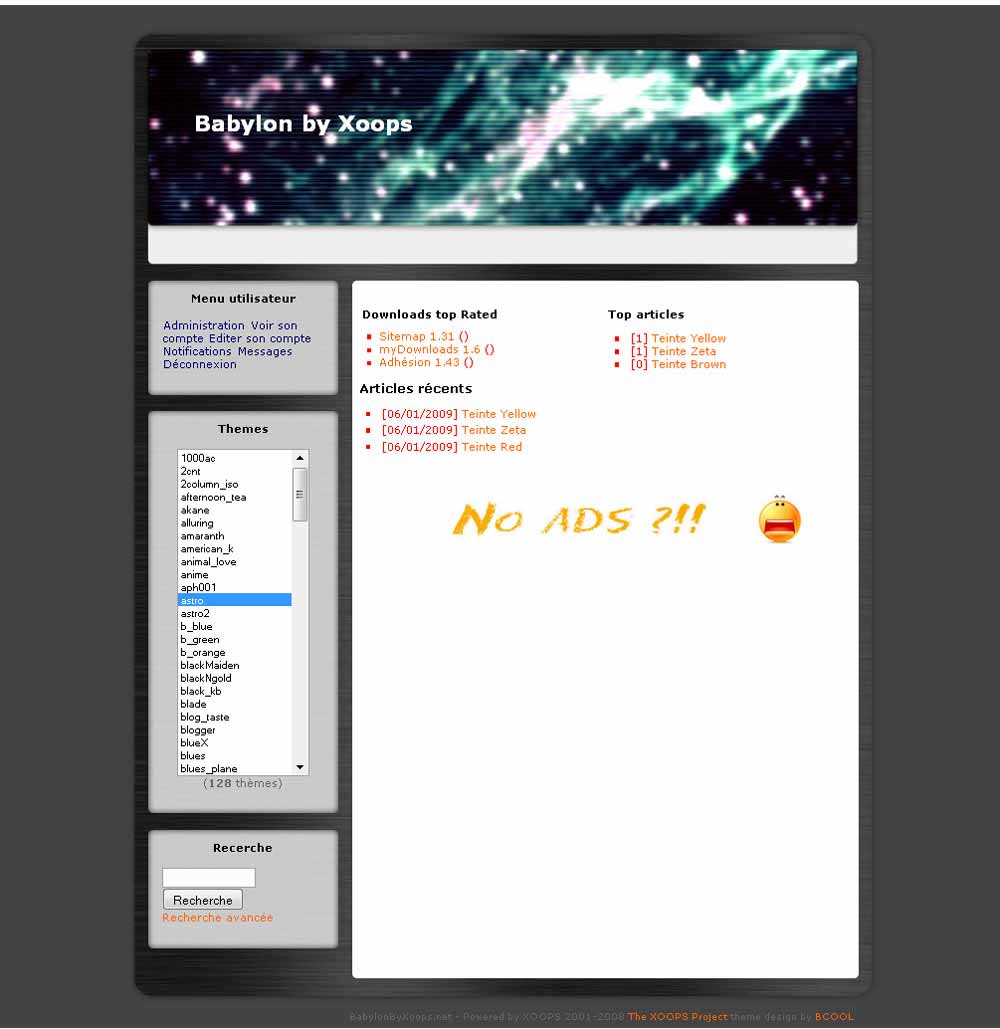 Babylon by Xoops
Menu utilisateur
Administration Voir son
compte Editer son compte
Notifications Messages
Déconnexion
Themes
1000ac
2cnt
2column_iso
afternoon_tea
akane
alluring
amaranth
american_k
animal_love
anime
aph001
astro
astro2
b_blue
b_green
b_orange
blackMaiden
blackNgold
black_kb
blade
blog_taste
blogger
blueX
blues
blues_plane
(128 thèmes)
Recerche
Recherche
Recherche avancée
Downloads top Rated
Sitemap 1.31 ()
myDownloads 1.6 ()
Adhésion 1.43 ()
Top articles
[1] Teinte Yellow
[1] Teinte Zeta
[0] Teinte Brown
Articles récents
[06/01/2009] Teinte Yellow
[06/01/2009] Teinte Zeta
[06/01/2009] Teinte Red
No ADS ?!!
BabylonByXoops.net - Powered by XOOPS 2001-2008 The XOOPS Project theme design by BCOOL